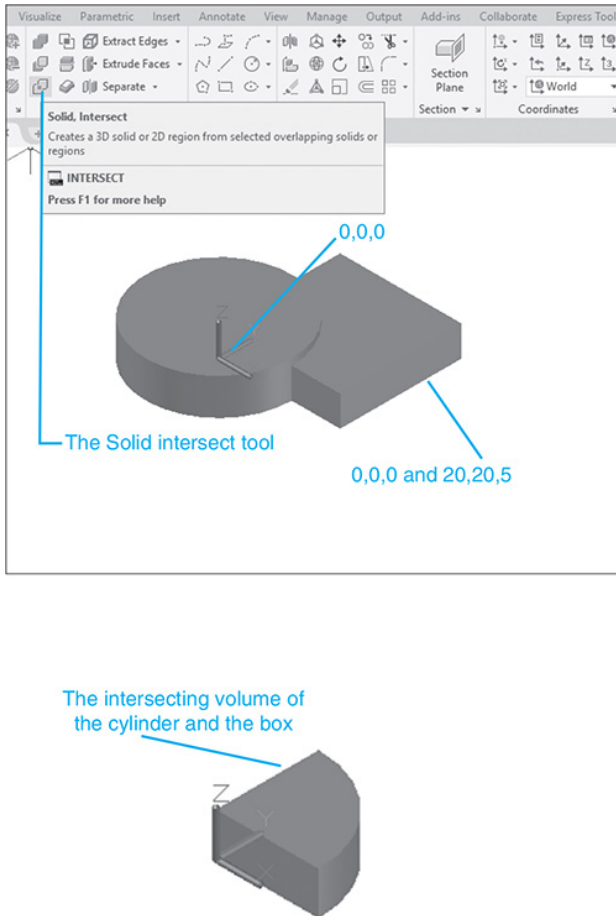 Visualize Parametric Insert Annotate View Manage Output Add-ins Collaborate Express Tool
Extract Edges
Extrude Faces
Separate
Section
Plane
World
Section
Coordinates
Solid, Intersect
Creates a 3D solid or 2D region from selected overlapping solids or
regions
INTERSECT
Press F1 for more help
0,0,0
Z
The Solid intersect tool
0,0,0 and 20,20,5
The intersecting volume of
the cylinder and the box
Z
Y
X